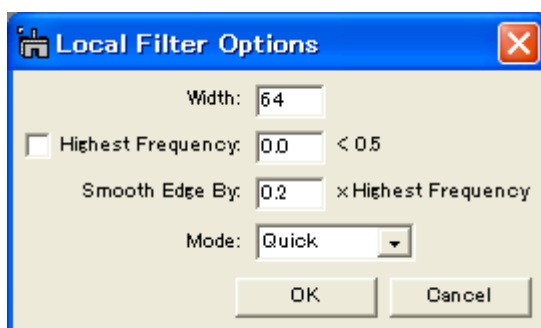 Local Filter Options
Width: 64
Highest Frequency: 0.0 < 0.5
Smooth Edge By: 0.2 x Highest Frequency
Mode: Quick
OK Cancel